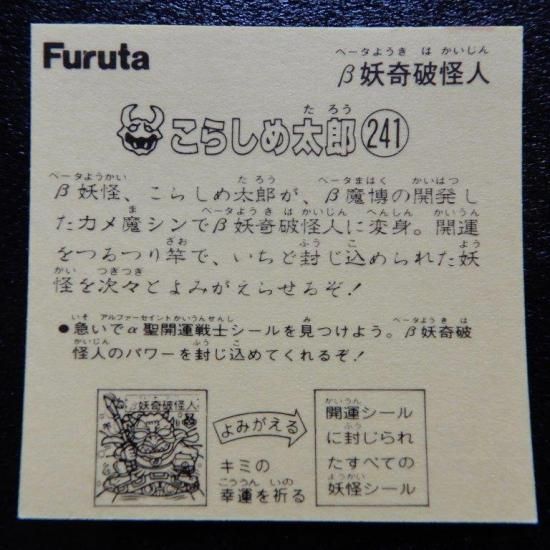 Furuta
ベータようき は かいじん
β妖奇破怪人
たろう
こらしめ太郎 241
ベータようかい たろう ベータまはく かいはつ
β妖怪、こらしめ太郎が、β魔博の開発し
ま ベータようき は かいじん へんしん かいうん
たカメ魔シンでβ妖奇破怪人に変身。開運
ざお ふう こ よう
をつるつり竿で、いちど封じ込められた妖
かい つぎつぎ
怪を次々とよみがえらせるぞ!
いそ アルファーセイントかいうんせんし み ベータようき は
●急いでα聖開運戦士シールを見つけよう。β妖奇破
かいじん ふう こ
怪人のパワーを封じ込めてくれるぞ!
β妖奇破怪人
よみがえる
キミの
こううん いの
幸運を祈る
かいうん
開運シール
ふう
に封じられ
たすべての
ようかい
妖怪シール